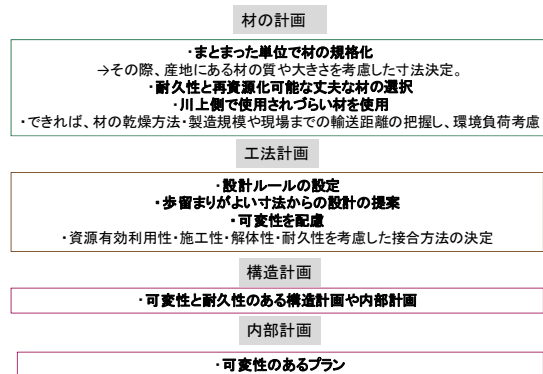 材の計画
・まとまった単位で材の規格化
→その際、産地にある材の質や大きさを考慮した寸法決定。
・耐久性と再資源化可能な丈夫な材の選択
・川上側で使用されづらい材を使用
・できれば、材の乾燥方法・製造規模や現場までの輸送距離の把握し、環境負荷考慮
工法計画
・設計ルールの設定
・歩留まりがよい寸法からの設計の提案
・可変性を配慮
・資源有効利用性・施工性・解体性・耐久性を考慮した接合方法の決定
構造計画
・可変性と耐久性のある構造計画や内部計画
内部計画
・可変性のあるプラン